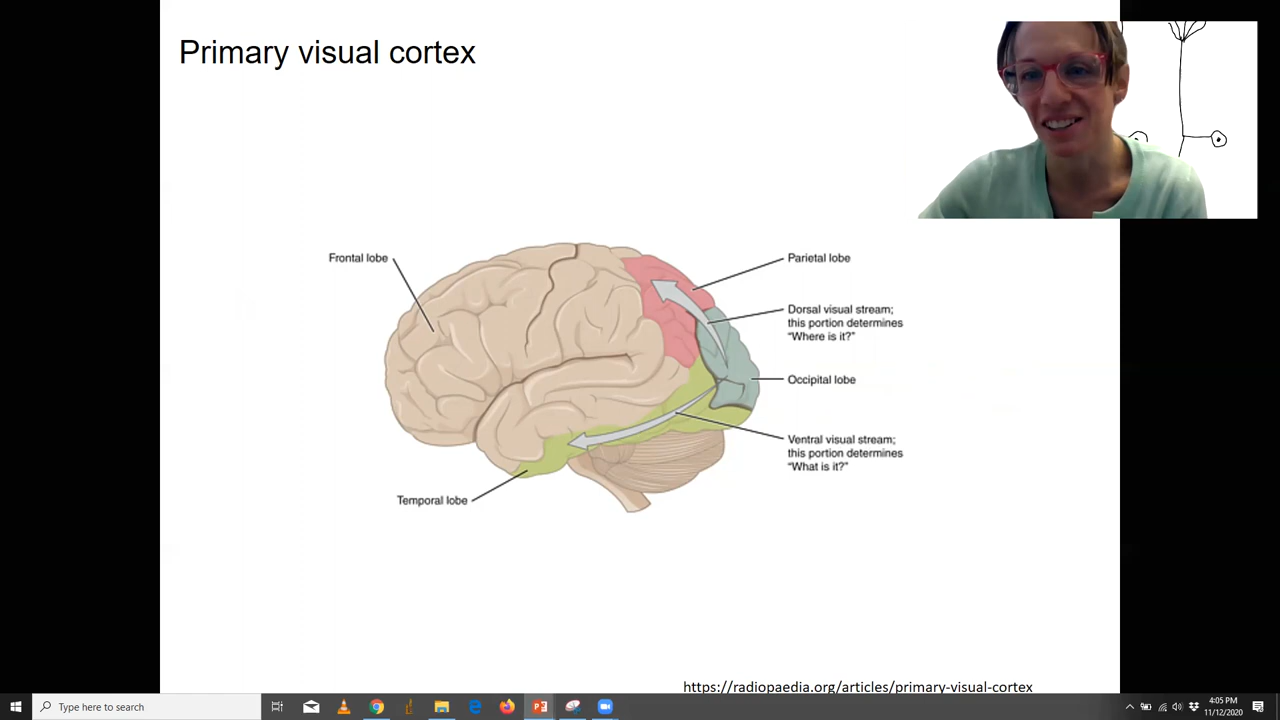 Primary visual cortex
Frontal lobe
Parietal lobe
Dorsal visual stream;
this portion determines
“Where is it?”
Occipital lobe
Ventral visual stream;
this portion determines
“What is it?”
Temporal lobe
https://radiopaedia.org/articles/primary-visual-cortex
Type here to search
4:05 PM
11/12/2020